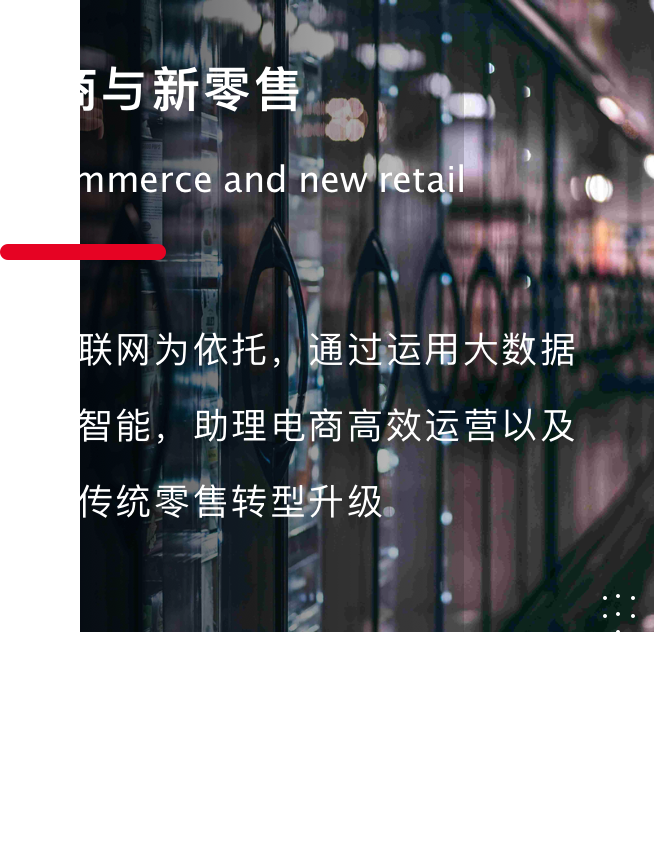 商与新零售
mmerce and new retail
联网为依托，通过运用大数据
智能，助理电商高效运营以及
传统零售转型升级